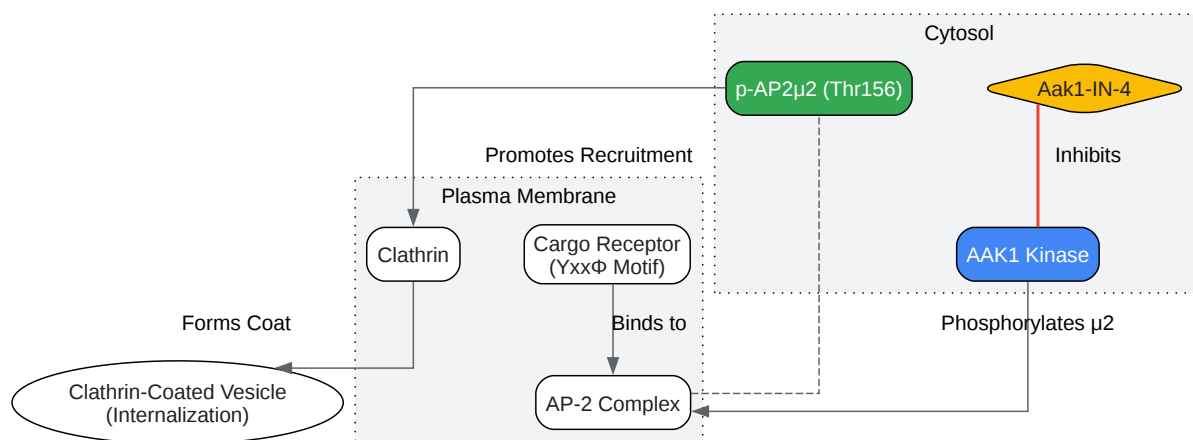 Cytosol
p-AP2μ2 (Thr156)
Aak1-IN-4
Promotes Recruitment
Inhibits
Plasma Membrane
Clathrin
Cargo Receptor
(YxxΦ Motif)
AAK1 Kinase
Forms Coat
Binds to
Phosphorylates μ2
Clathrin-Coated Vesicle
(Internalization)
AP-2 Complex